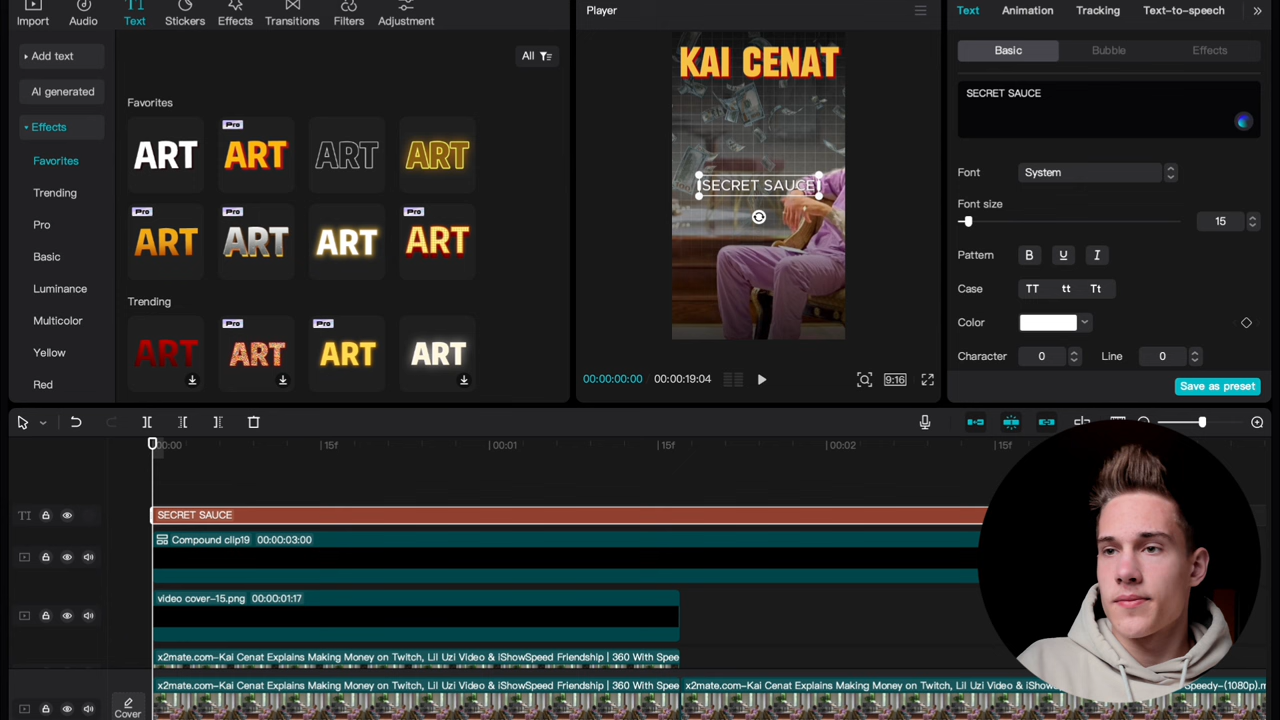 Import
Audio
TI
Text
Stickers
Effects
Transitions
Filters
Adjustment
Add text
AI generated
Effects
Favorites
Trending
Pro
Basic
Luminance
Multicolor
Yellow
Red
All
Favorites
ART
Pro
ART
ART
ART
Pro
ART
Pro
ART
ART
Pro
ART
Trending
ART
Pro
ART
Pro
ART
ART
Player
KAI CENAT
SECRET SAUCE
00:00:00:00
00:00:19:04
9:16
Text
Animation
Tracking
Text-to-speech
Basic
Bubble
Effects
SECRET SAUCE
Font
System
Font size
15
Pattern
B
U
I
Case
TT
tt
Tt
Color
Character
0
Line
0
Save as preset
00:00
15f
00:01
15f
00:02
15f
TI
SECRET SAUCE
Compound clip19 00:00:03:00
video cover-15.png 00:00:01:17
x2mate.com-Kai Cenat Explains Making Money on Twitch, Lil Uzi Video & iShowSpeed Friendship | 360 With Spee
x2mate.com-Kai Cenat Explains Making Money on Twitch, Lil Uzi Video & iShowSpeed Friendship | 360 With Spee
x2mate.com-Kai Cenat Explains Making Money on Twitch, Lil Uzi Video
Speedy-(1080p).m
Cover